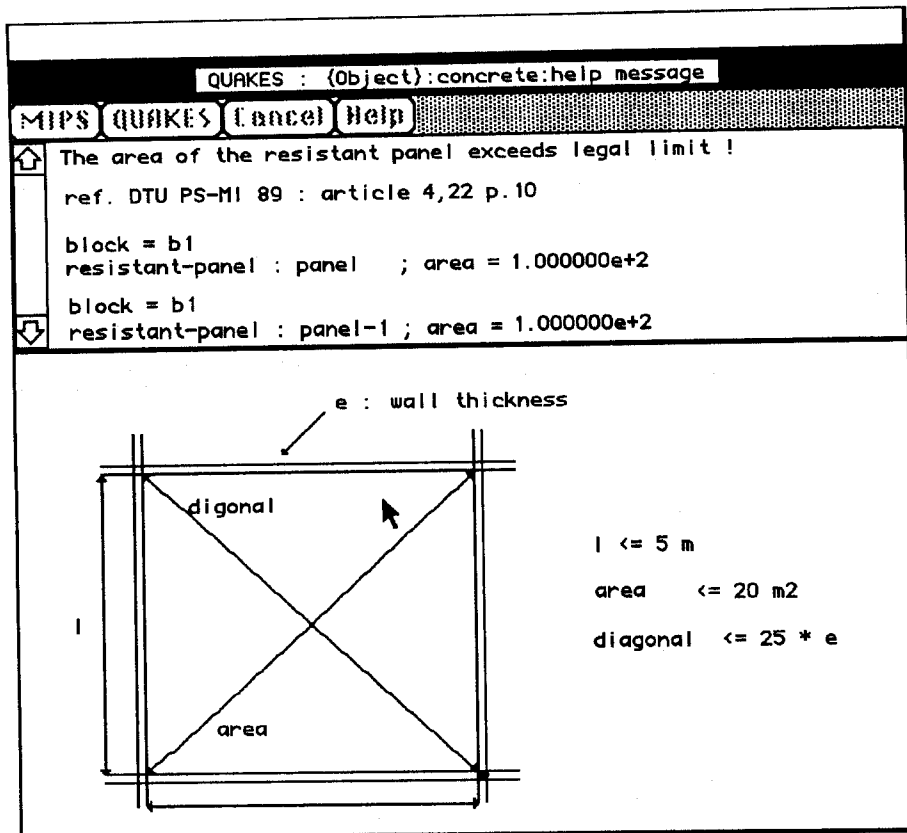 QUAKES : {Object}:concrete:help message
MIPS QUAKES Cancel Help
The area of the resistant panel exceeds legal limit !
ref. DTU PS-MI 89 : article 4,22 p.10
block = b1
resistant-panel : panel ; area = 1.000000e+2
block = b1
resistant-panel : panel-1 ; area = 1.000000e+2
e : wall thickness
digonal
l <= 5 m
area <= 20 m2
l
diagonal <= 25 * e
area